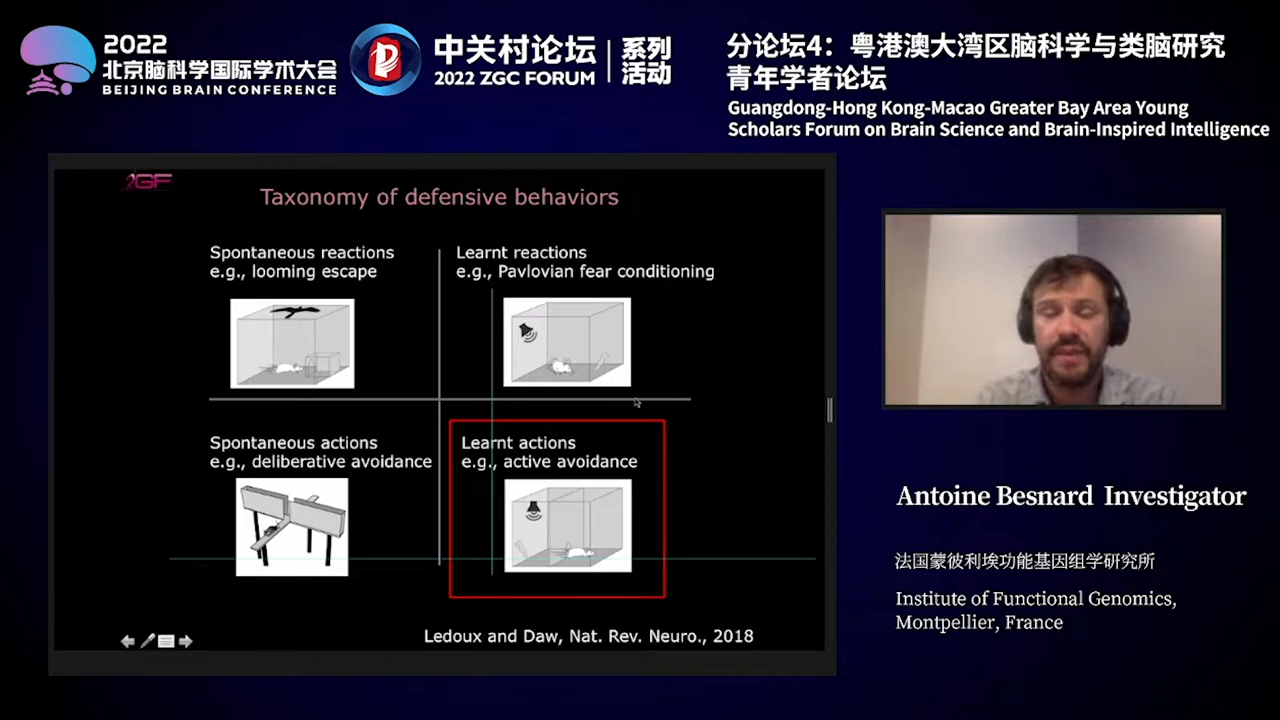 2022
北京脑科学国际学术大会
BEIJING BRAIN CONFERENCE
中关村论坛
2022 ZGC FORUM
系列
活动
分论坛4：粤港澳大湾区脑科学与类脑研究
青年学者论坛
Guangdong-Hong Kong-Macao Greater Bay Area Young
Scholars Forum on Brain Science and Brain-Inspired Intelligence
IGF
Taxonomy of defensive behaviors
Spontaneous reactions
e.g., looming escape
Learnt reactions
e.g., Pavlovian fear conditioning
Spontaneous actions
e.g., deliberative avoidance
Learnt actions
e.g., active avoidance
Ledoux and Daw, Nat. Rev. Neuro., 2018
Antoine Besnard Investigator
法国蒙彼利埃功能基因组学研究所
Institute of Functional Genomics,
Montpellier, France